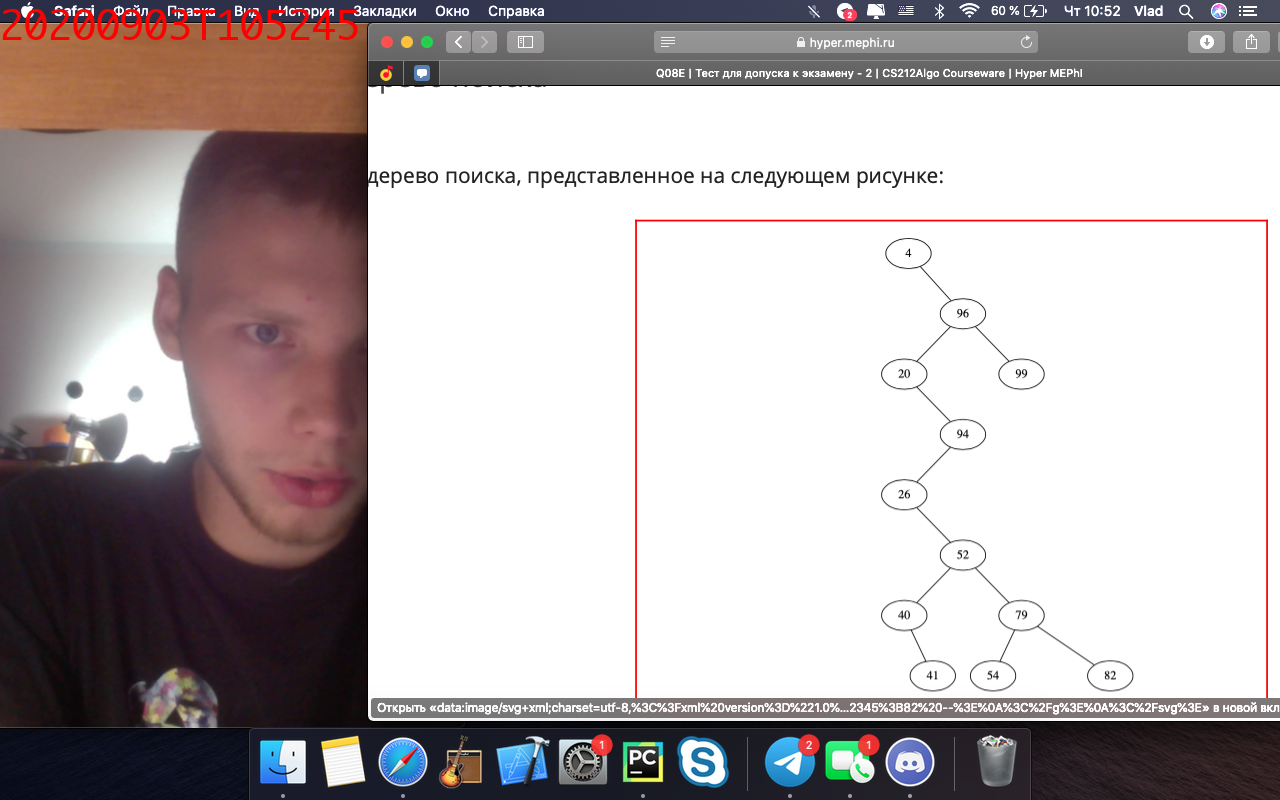 Safari Файл Правка Вид История Закладки Окно Справка 2 60 % Чт 10:52 Vlad
20200903T105245
hyper.mephi.ru
Q08E | Тест для допуска к экзамену - 2 | CS212Algo Courseware | Hyper MEPhI
дерево поиска, представленное на следующем рисунке:
4
96
20 99
94
26
52
40 79
41 54 82
Открыть «data:image/svg+xml;charset=utf-8,%3C%3Fxml%20version%3D%221.0%...2345%3B82%20--%3E%0A%3C%2Fg%3E%0A%3C%2Fsvg%3E» в новой вкл
1 PC 2 1